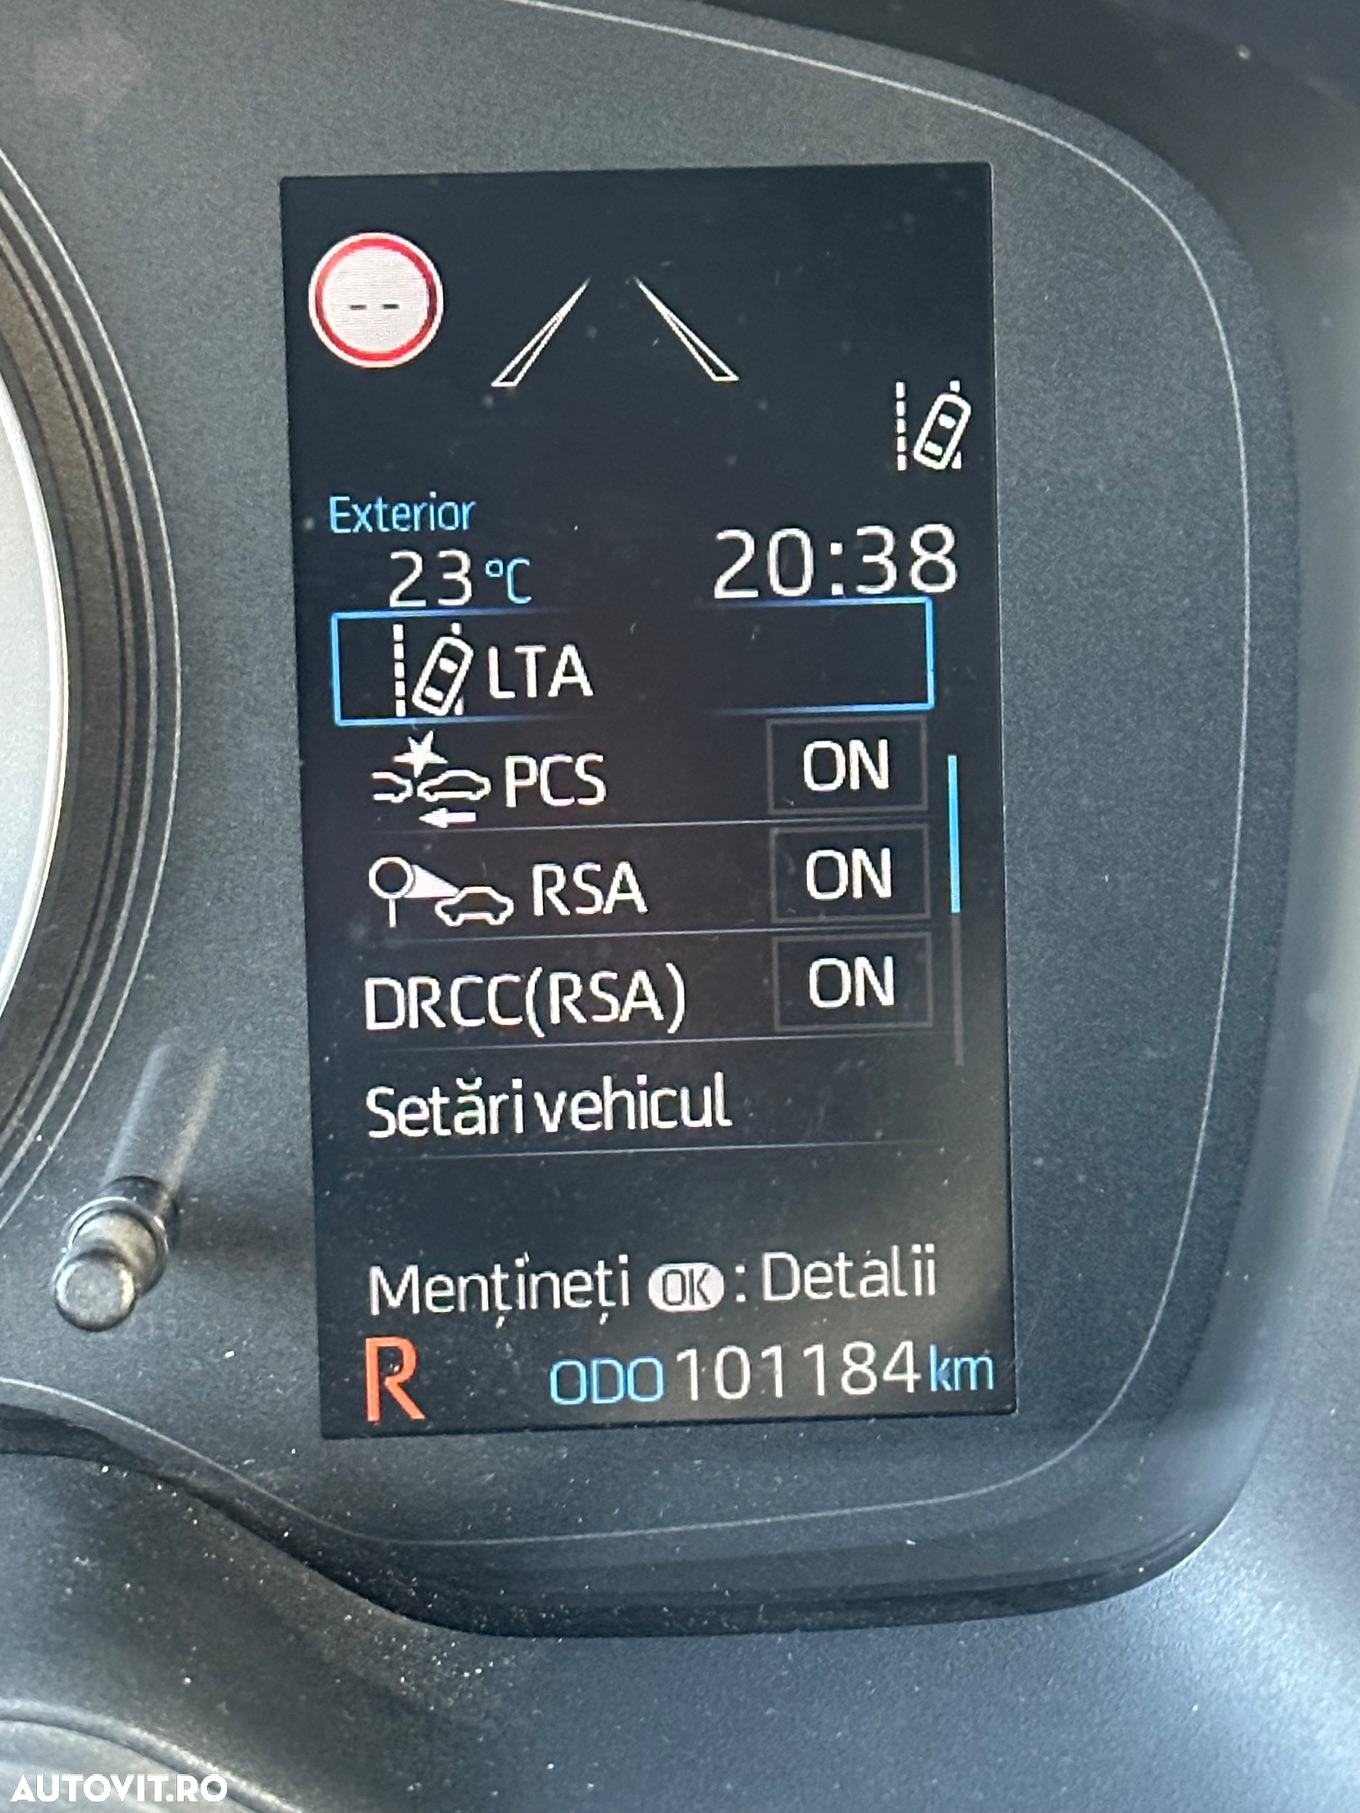 --
Exterior
23 °C 20:38
LTA
PCS ON
RSA ON
DRCC(RSA) ON
Setări vehicul
Mențineți OK : Detalii
R ODO 101184 km
AUTOVIT.RO